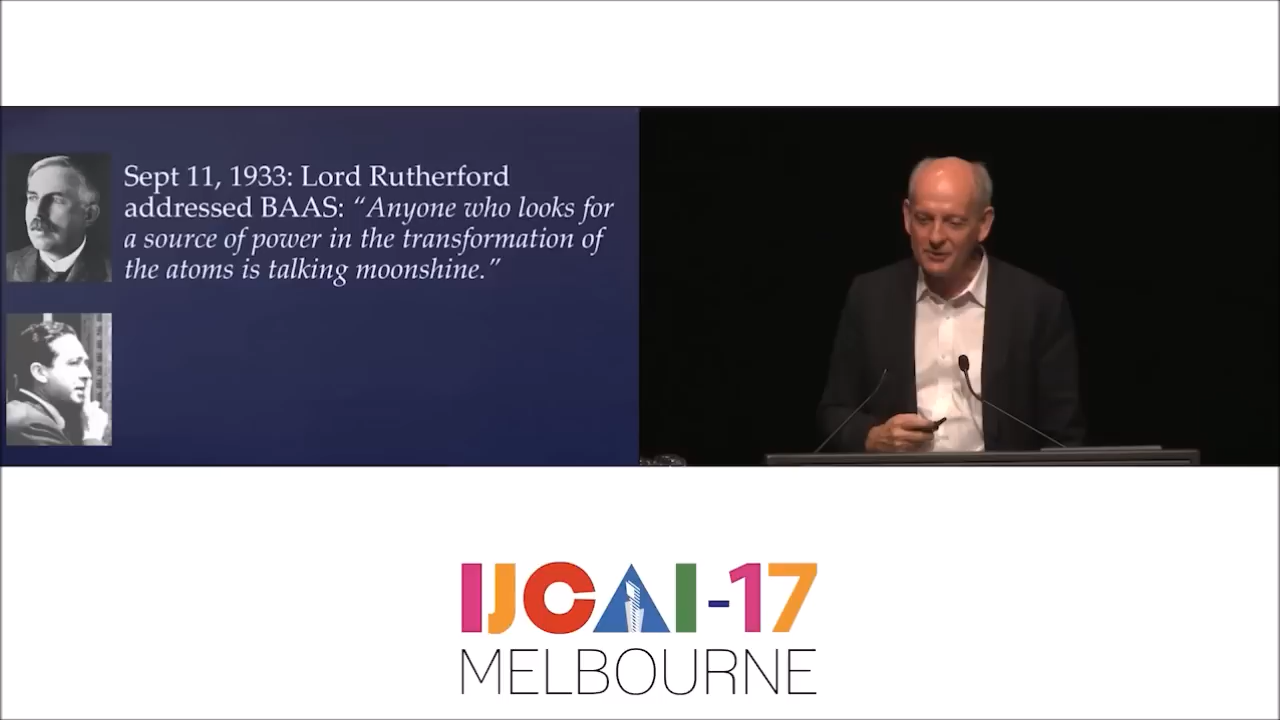 Sept 11, 1933: Lord Rutherford
addressed BAAS: “Anyone who looks for
a source of power in the transformation of
the atoms is talking moonshine.”
IJCAI-17
MELBOURNE